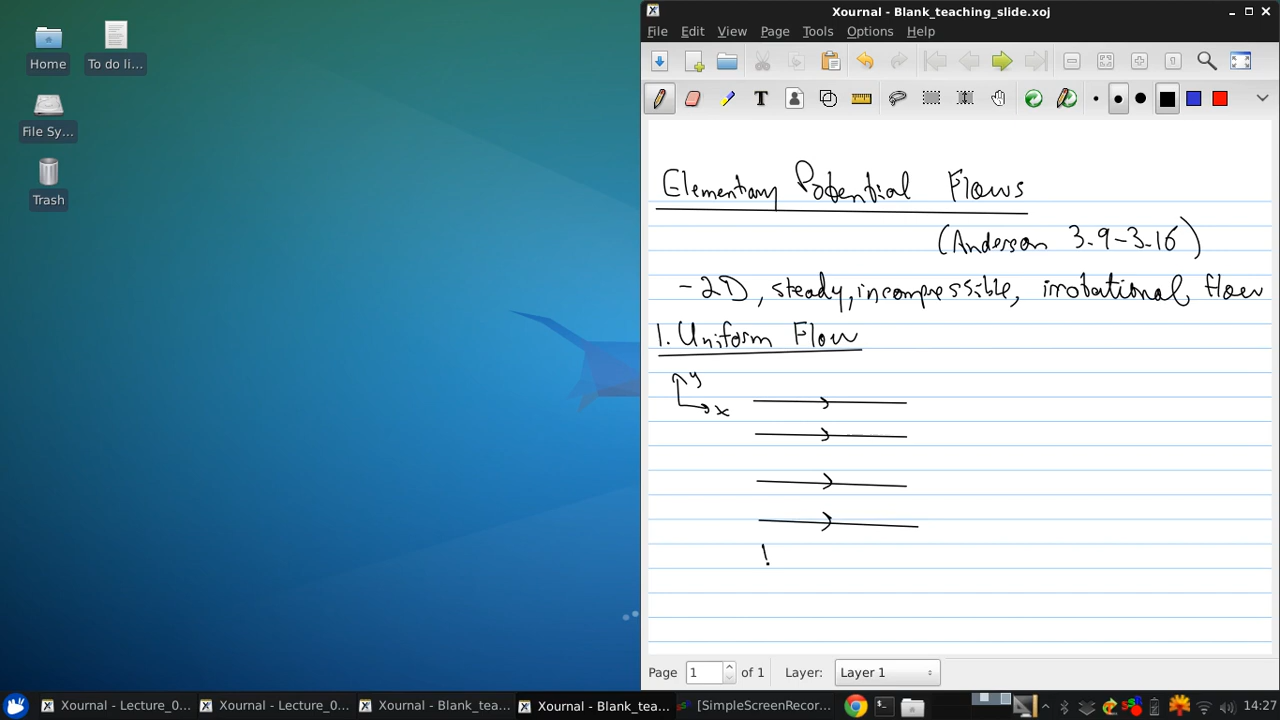 Xournal - Blank_teaching_slide.xoj
File Edit View Page Tools Options Help
Home
To do li...
File Sy...
Trash
Elementary Potential Flows
(Anderson 3.9-3.16)
- 2D, steady, incompressible, irrotational flow
1. Uniform Flow
y
x
Page 1 of 1 Layer: Layer 1
Xournal - Lecture_0...
Xournal - Lecture_0...
Xournal - Blank_tea...
Xournal - Blank_tea...
[SimpleScreenRecor...
14:27